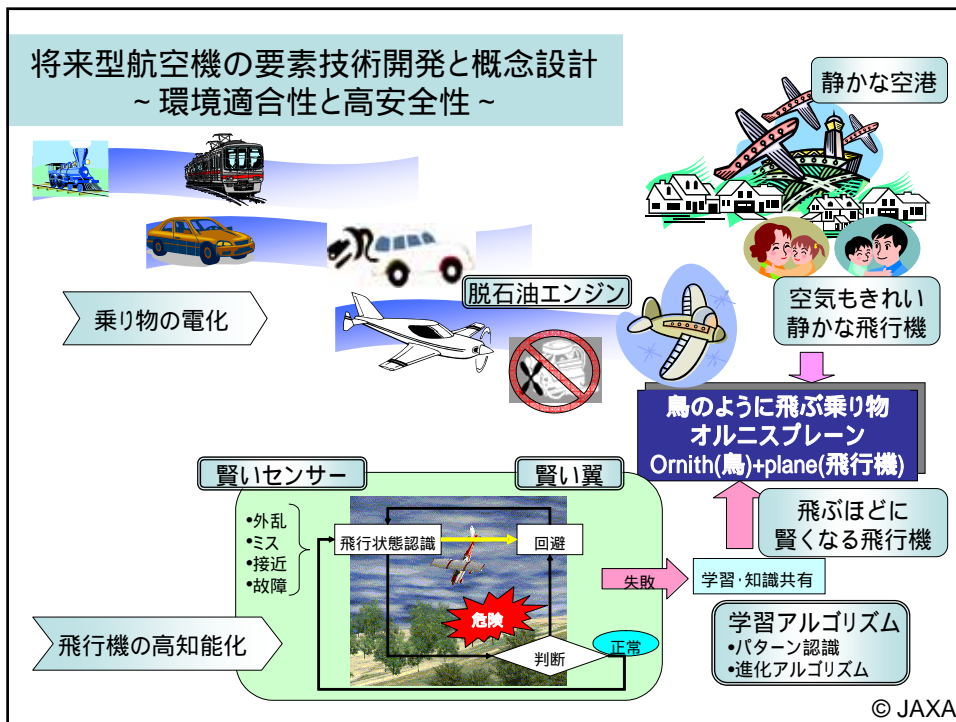 将来型航空機の要素技術開発と概念設計
~ 環境適合性と高安全性 ~
静かな空港
脱石油エンジン
乗り物の電化
空気もきれい
静かな飛行機
鳥のように飛ぶ乗り物
オルニスプレーン
Ornith(鳥)+plane(飛行機)
賢いセンサー
賢い翼
•外乱
•ミス
•接近
•故障
飛行状態認識
回避
飛ぶほどに
賢くなる飛行機
失敗
学習・知識共有
危険
正常
判断
飛行機の高知能化
学習アルゴリズム
•パターン認識
•進化アルゴリズム
© JAXA